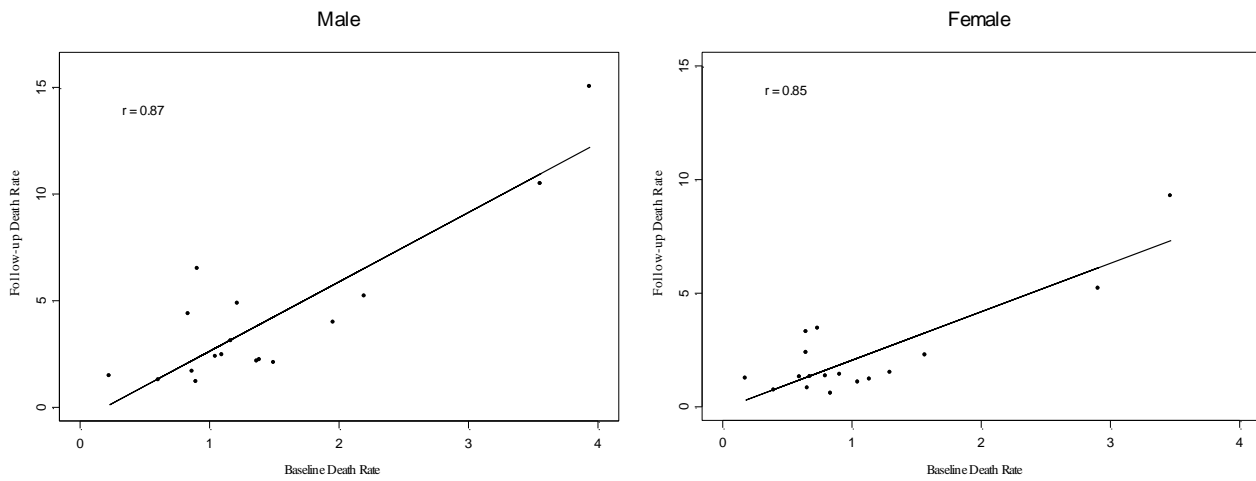 Male
r = 0.87
Follow-up Death Rate
15
10
5
0
0 1 2 3 4
Baseline Death Rate
Female
r = 0.85
Follow-up Death Rate
15
10
5
0
0 1 2 3 4
Baseline Death Rate